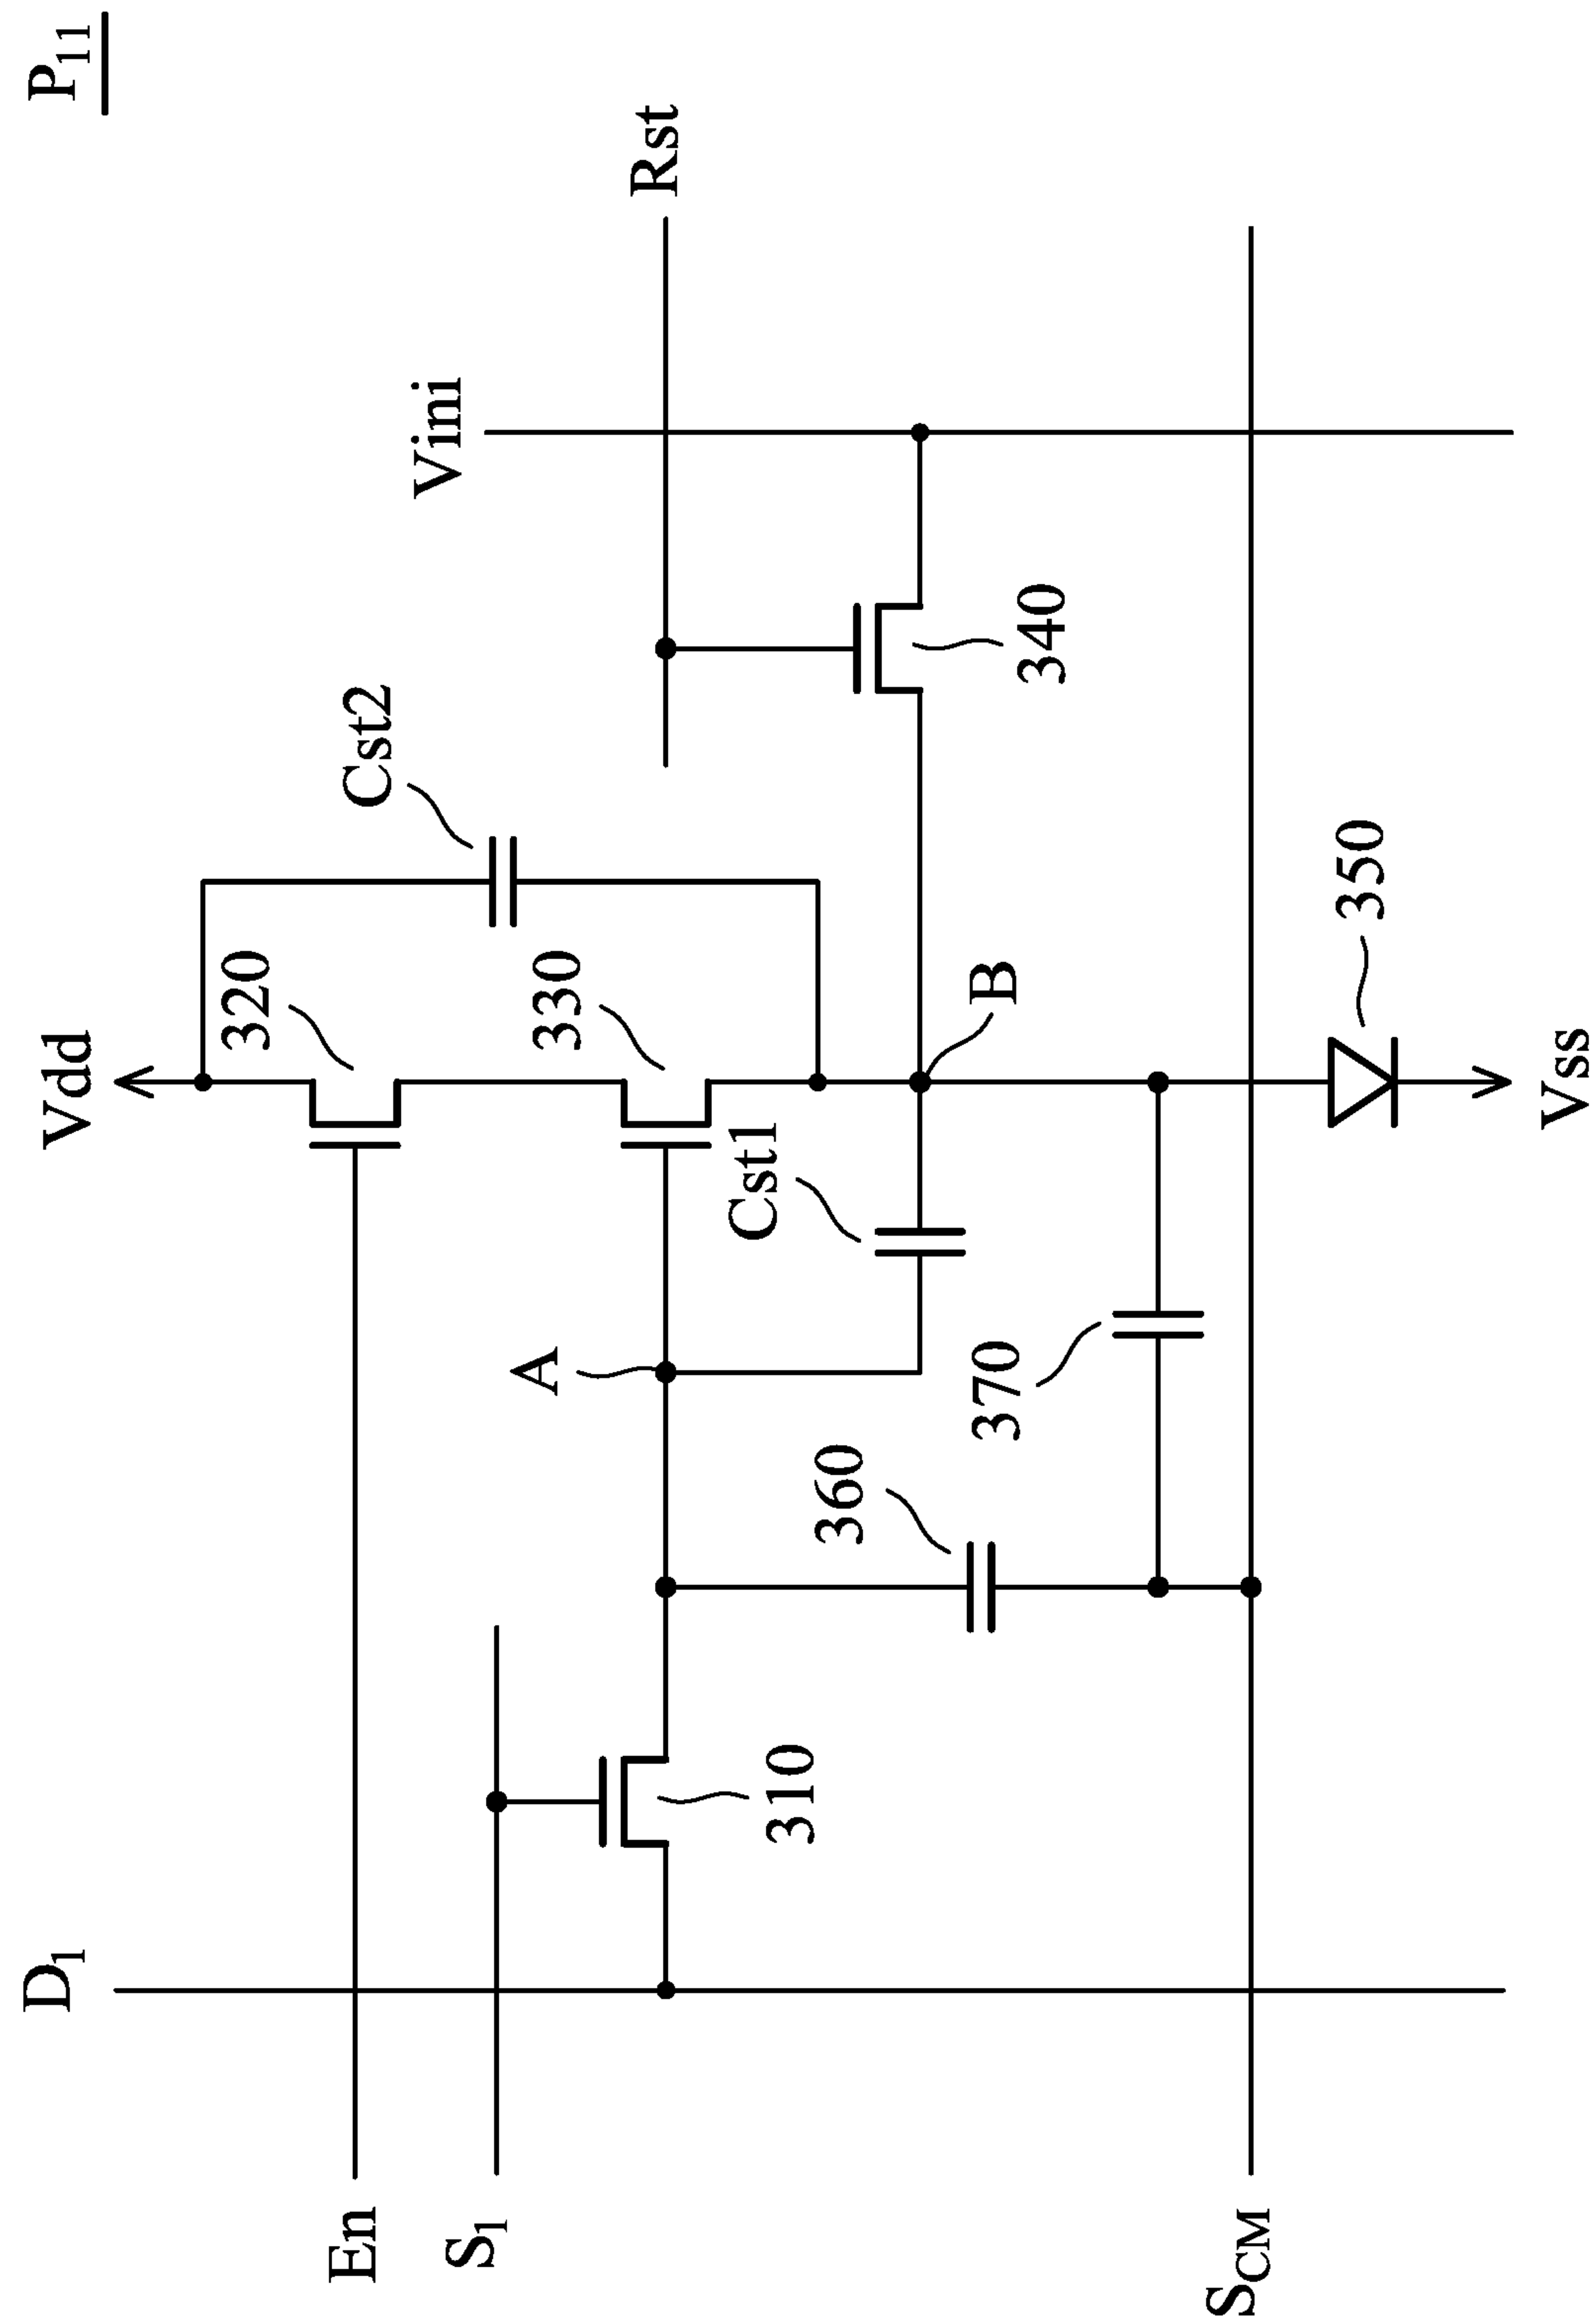 P11
D1
Vdd
Cst2
Vini
Rst
En
320
S1
330
A
Cst1
310
360
B
340
370
SCM
350
Vss